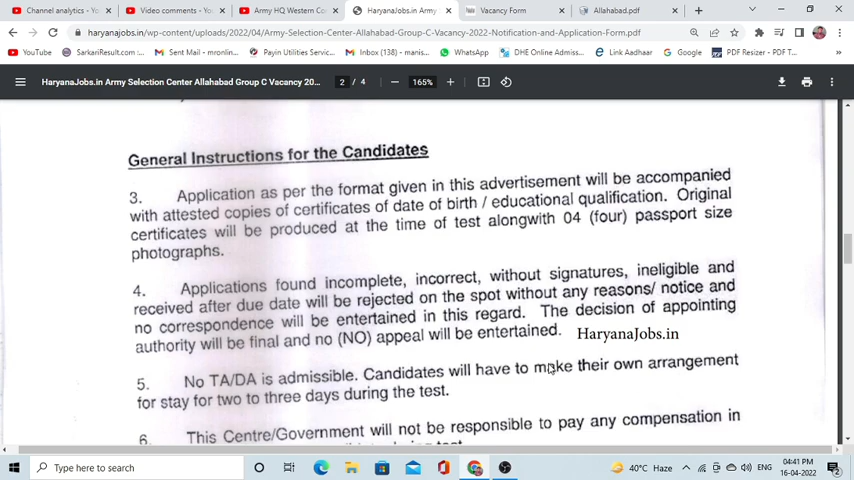 Channel analytics - Y
Video comments - Yo
Army HQ Western Co
HaryanaJobs.in Army
Vacancy Form
Allahabad.pdf
haryanajobs.in/wp-content/uploads/2022/04/Army-Selection-Center-Allahabad-Group-C-Vacancy-2022-Notification-and-Application-Form.pdf
YouTube
SarkariResult.com :...
Sent Mail - mronlin...
Payin Utilities Servic...
Inbox (138) - manis...
WhatsApp
DHE Online Admiss...
Link Aadhaar
Google
PDF Resizer
PDF Resizer - Dr...
HaryanaJobs.in Army Selection Center Allahabad Group C Vacancy 20...
2 / 4
165%
General Instructions for the Candidates
3. Application as per the format given in this advertisement will be accompanied
with attested copies of certificates of date of birth / educational qualification. Original
certificates will be produced at the time of test alongwith 04 (four) passport size
photographs.
4. Applications found incomplete, incorrect, without signatures, ineligible and
received after due date will be rejected on the spot without any reasons/ notice and
no correspondence will be entertained in this regard. The decision of appointing
authority will be final and no (NO) appeal will be entertained.
HaryanaJobs.in
5. No TA/DA is admissible. Candidates will have to make their own arrangement
for stay for two to three days during the test.
6. This Centre/Government will not be responsible to pay any compensation in
Type here to search
40°C Haze
ENG
04:41 PM
16-04-2022
2